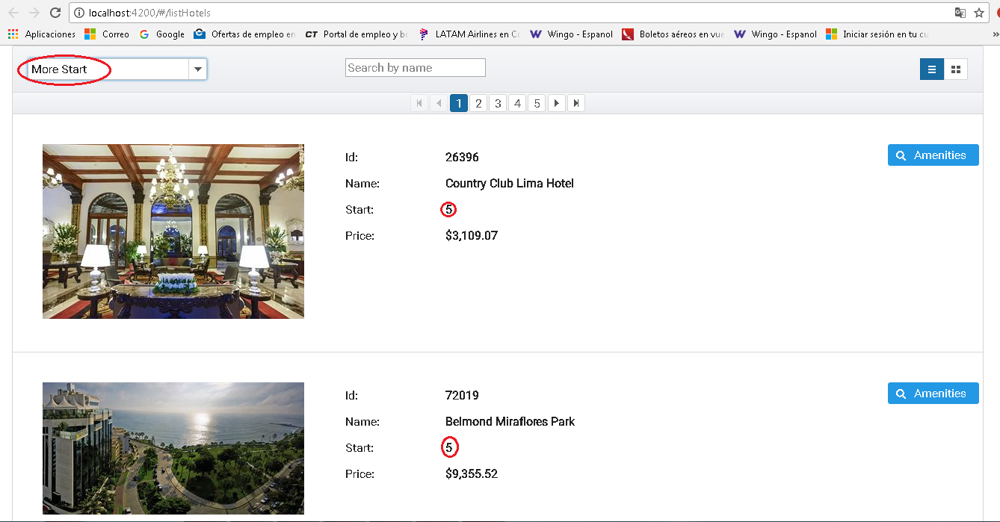 localhost:4200/#/listHotels
Aplicaciones Correo Google Ofertas de empleo en CT Portal de empleo y bo LATAM Airlines en Co Wingo - Espanol Boletos aéreos en vue Wingo - Espanol Iniciar sesión en tu cu »
More Start Search by name
1 2 3 4 5
Id: 26396 Amenities
Name: Country Club Lima Hotel
Start: 5
Price: $3,109.07
Id: 72019 Amenities
Name: Belmond Miraflores Park
Start: 5
Price: $9,355.52